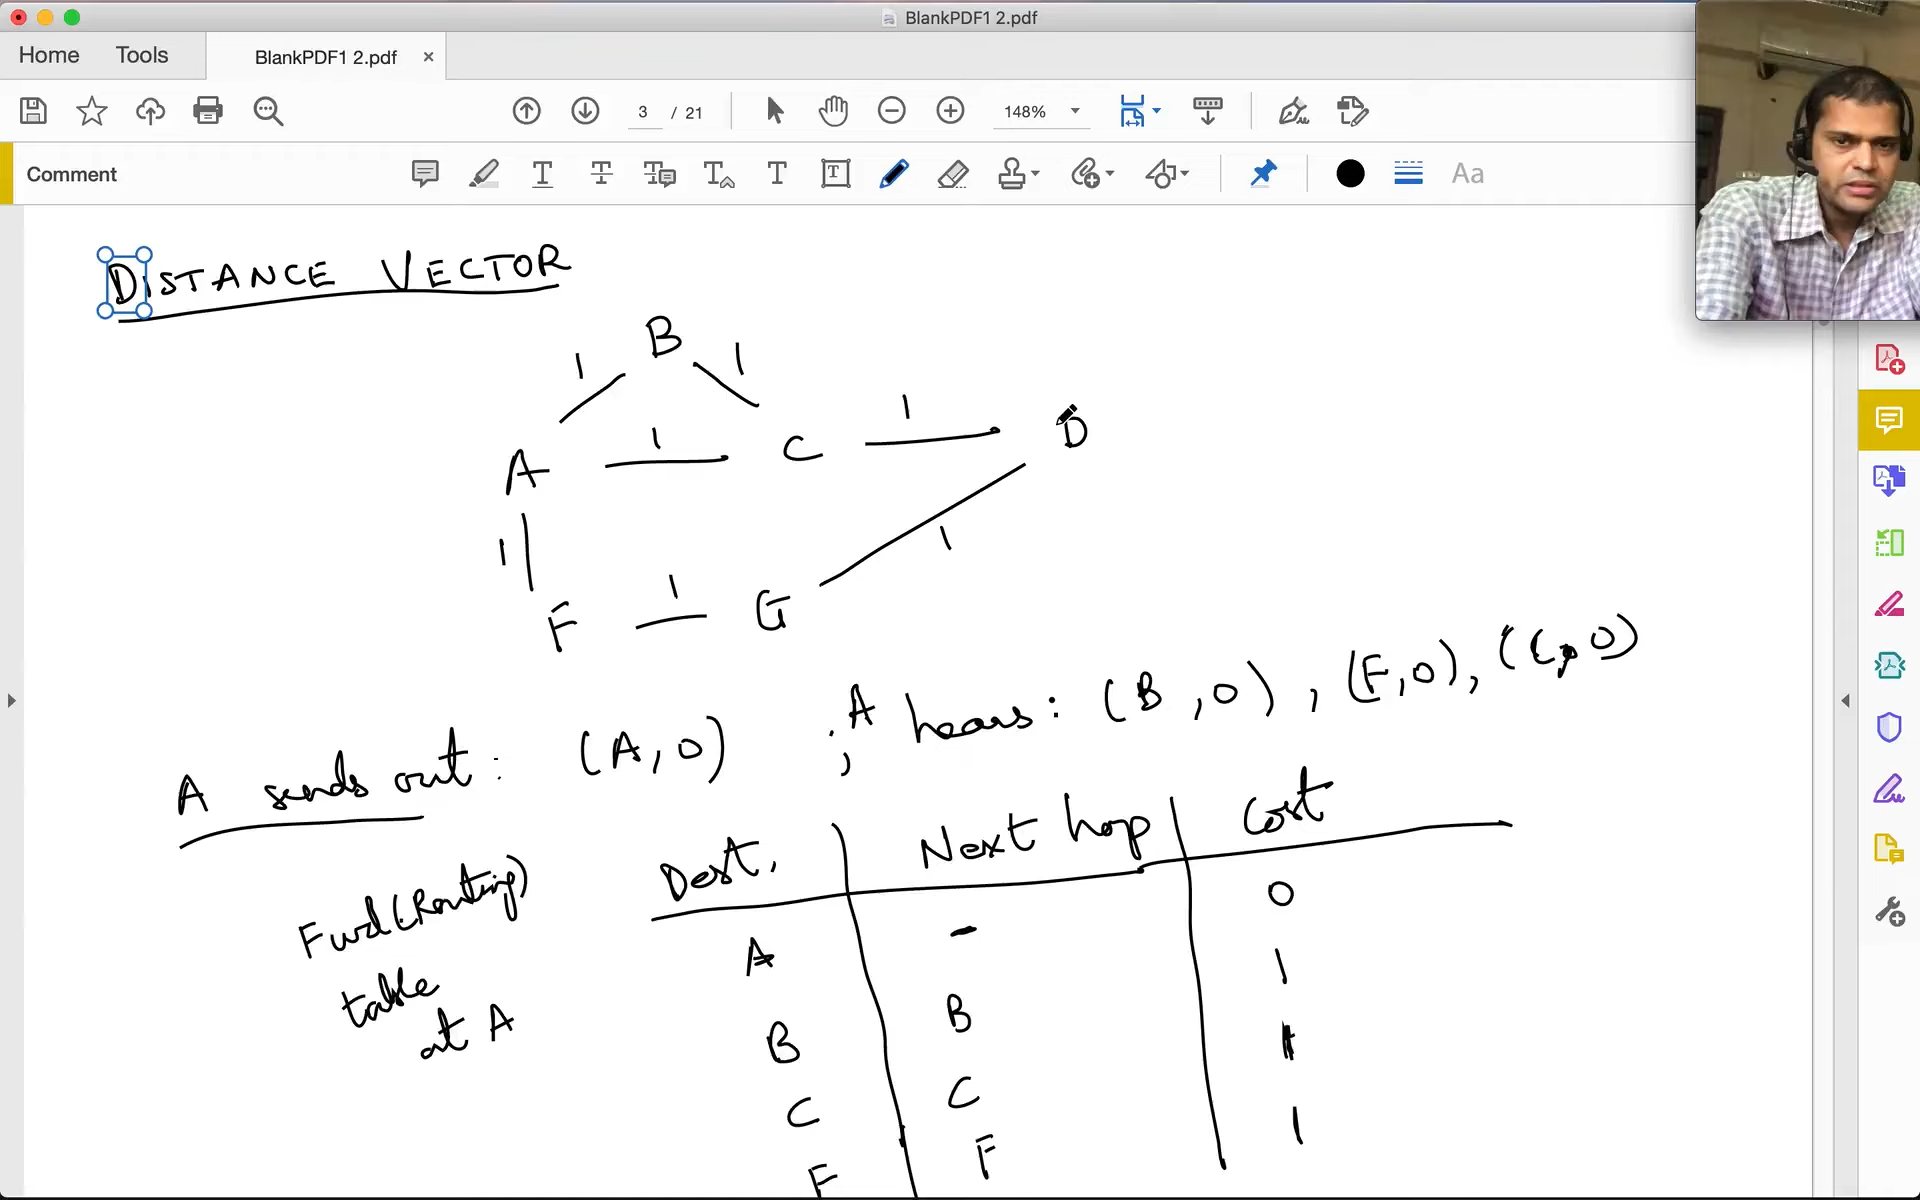 BlankPDF1 2.pdf
Home Tools BlankPDF1 2.pdf ×
3 / 21 148%
Comment Aa
DISTANCE VECTOR
B
1 1
A 1 C 1 D
1 1
F 1 G
A sends out: (A, 0) ; A hears: (B, 0), (F, 0), (C, 0)
Fwd (Routing) table at A
Dest. Next hop Cost
A - 0
B B 1
C C 1
F F 1